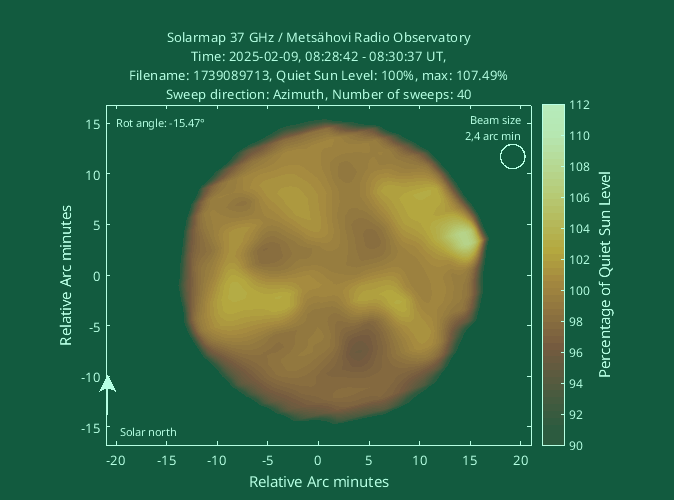 Solarmap 37 GHz / Metsähovi Radio Observatory
Time: 2025-02-09, 08:28:42 - 08:30:37 UT,
Filename: 1739089713, Quiet Sun Level: 100%, max: 107.49%
Sweep direction: Azimuth, Number of sweeps: 40
Rot angle: -15.47°
Beam size
2,4 arc min
15
10
5
0
-5
-10
-15
Relative Arc minutes
Solar north
-20
-15
-10
-5
0
5
10
15
20
Relative Arc minutes
112
110
108
106
104
102
100
98
96
94
92
90
Percentage of Quiet Sun Level